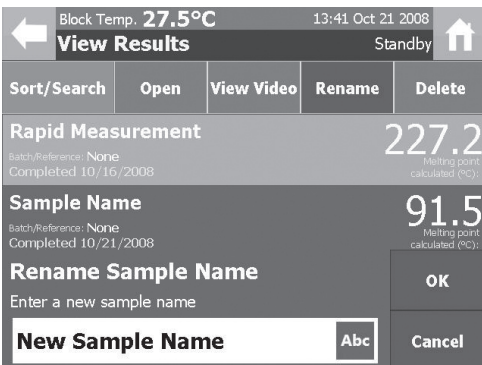 Block Temp. 27.5°C 13:41 Oct 21 2008
View Results Standby
Sort/Search Open View Video Rename Delete
Rapid Measurement 227.2
Batch/Reference: None Melting point
Completed 10/16/2008 calculated (°C):
Sample Name 91.5
Batch/Reference: None Melting point
Completed 10/21/2008 calculated (°C):
Rename Sample Name
OK
Enter a new sample name
New Sample Name Abc Cancel